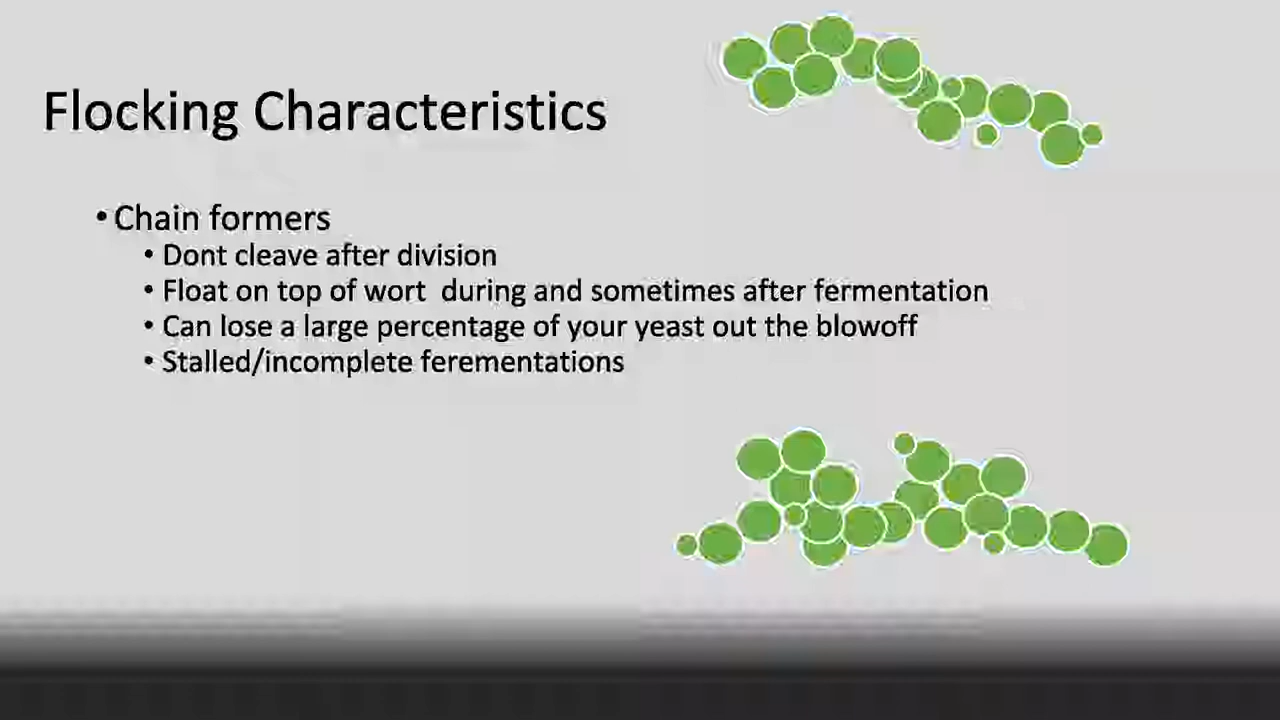 Flocking Characteristics
• Chain formers
• Dont cleave after division
• Float on top of wort  during and sometimes after fermentation
• Can lose a large percentage of your yeast out the blowoff
• Stalled/incomplete ferementations